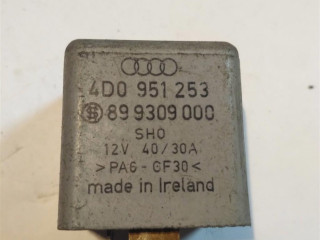 4D0 951 253
89 9309 000
SHO
12V 40/30A
>PA6-GF30<
made in Ireland